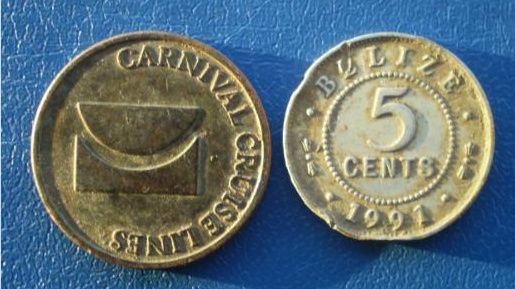 CARNIVAL CRUISE LINES
BELIZE
5
CENTS
1991